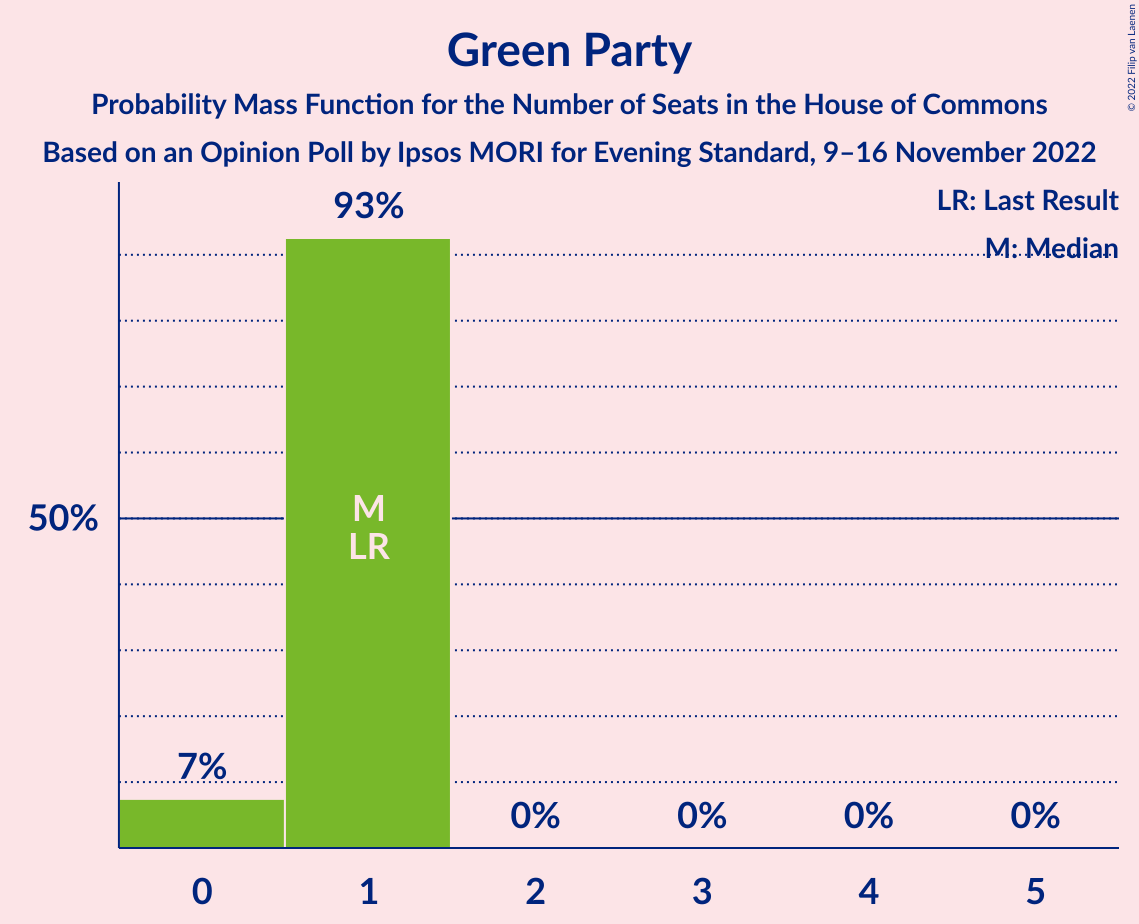 Green Party
Probability Mass Function for the Number of Seats in the House of Commons
Based on an Opinion Poll by Ipsos MORI for Evening Standard, 9–16 November 2022
© 2022 Filip van Laenen
LR: Last Result
M: Median
93%
50%
M
LR
7%
0%
0%
0%
0%
0
1
2
3
4
5